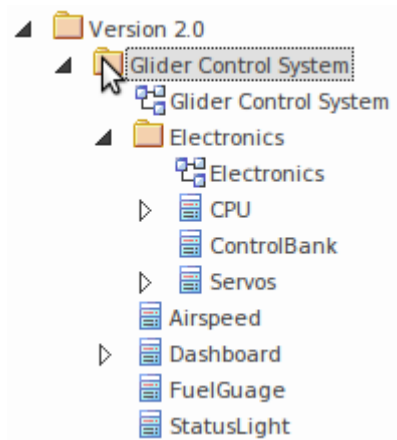 Version 2.0
Glider Control System
Glider Control System
Electronics
Electronics
CPU
ControlBank
Servos
Airspeed
Dashboard
FuelGuage
StatusLight